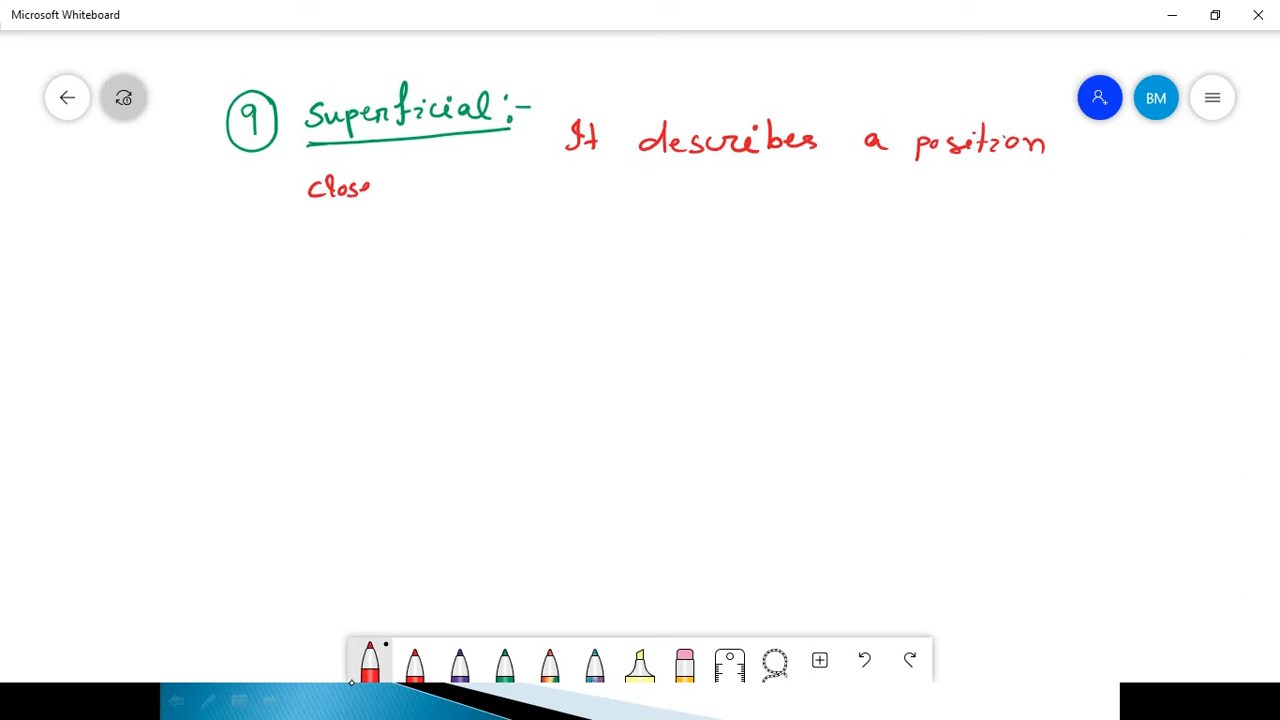 Microsoft Whiteboard
BM
9 Superficial :- It describes a position
close